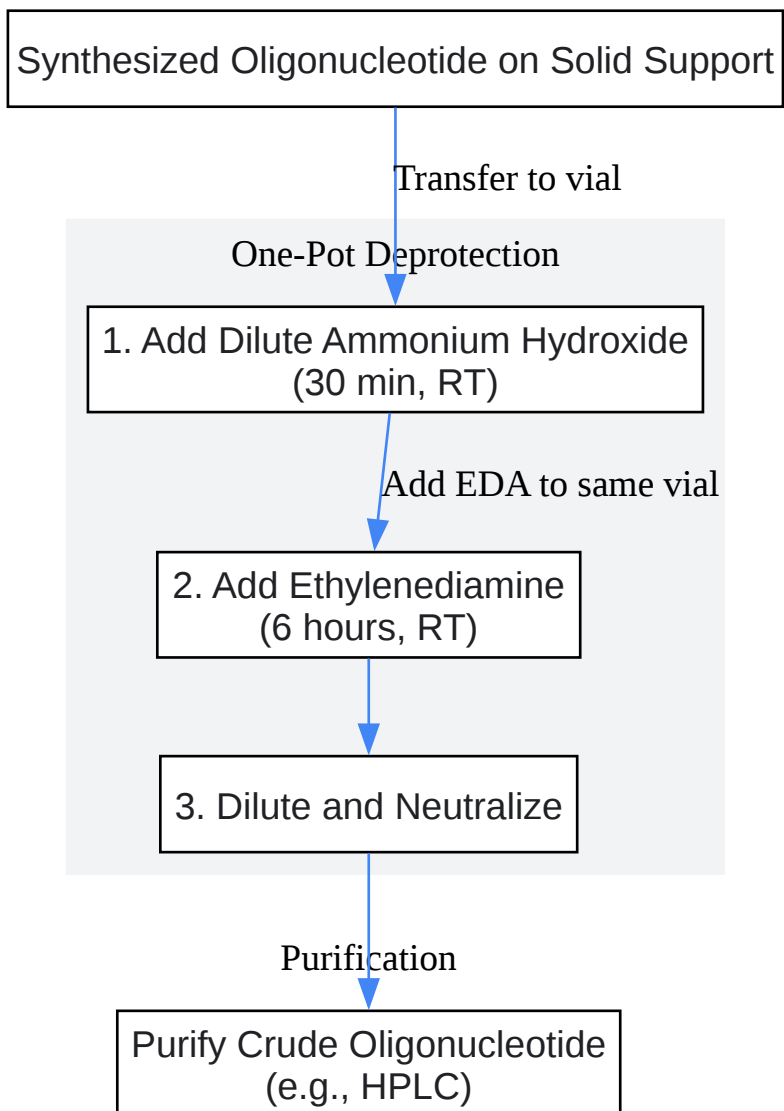 Synthesized Oligonucleotide on Solid Support
Transfer to vial
One-Pot Deprotection
1. Add Dilute Ammonium Hydroxide
(30 min, RT)
Add EDA to same vial
2. Add Ethylenediamine
(6 hours, RT)
3. Dilute and Neutralize
Purification
Purify Crude Oligonucleotide
(e.g., HPLC)